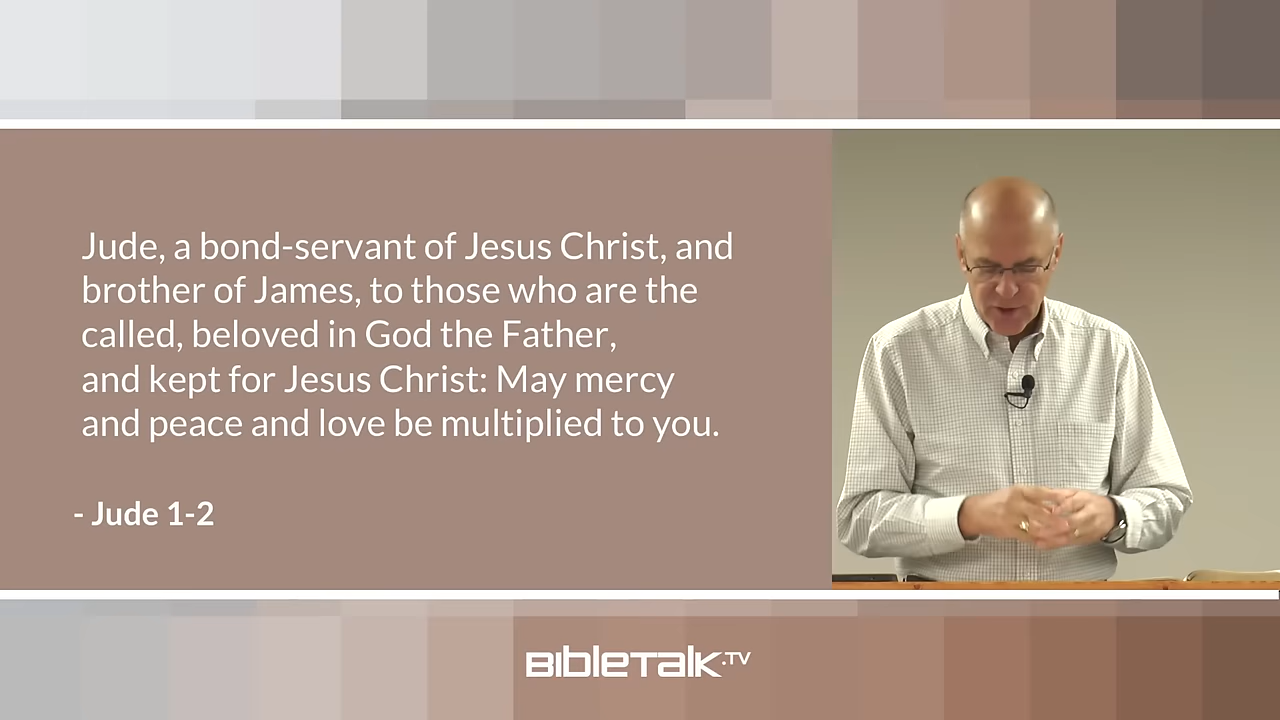 Jude, a bond-servant of Jesus Christ, and
brother of James, to those who are the
called, beloved in God the Father,
and kept for Jesus Christ: May mercy
and peace and love be multiplied to you.
- Jude 1-2
BIBLETALK.TV